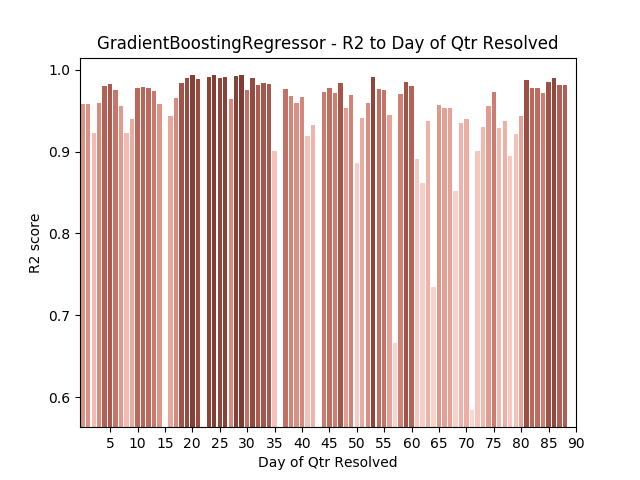 GradientBoostingRegressor - R2 to Day of Qtr Resolved
1.0
0.9
0.8
0.7
0.6
R2 score
5 10 15 20 25 30 35 40 45 50 55 60 65 70 75 80 85 90
Day of Qtr Resolved